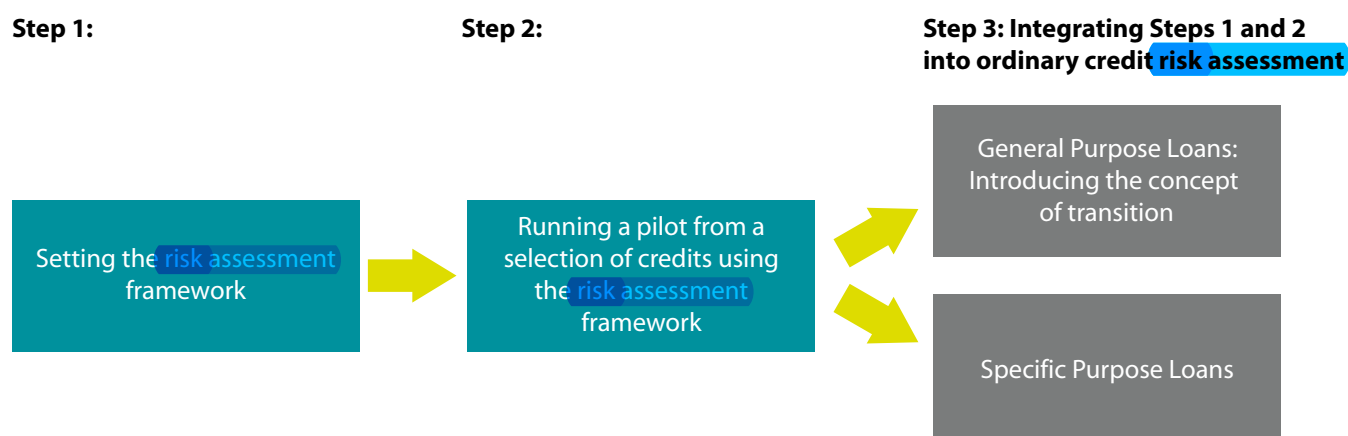 Step 1:
Step 2:
Step 3: Integrating Steps 1 and 2
into ordinary credit risk assessment
Setting the risk assessment
framework
Running a pilot from a
selection of credits using
the risk assessment
framework
General Purpose Loans:
Introducing the concept
of transition
Specific Purpose Loans